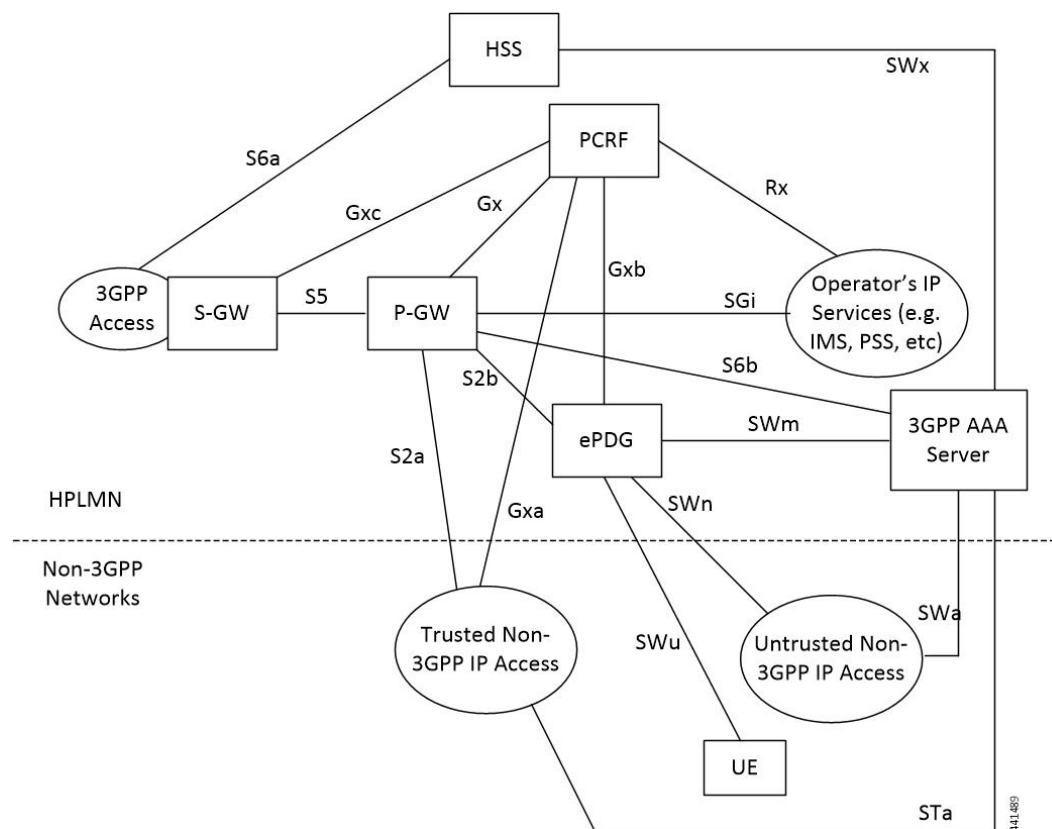 HSS
SWx
PCRF
S6a
Rx
Gxc
Gx
Gxb
3GPP
Access
S-GW
S5
P-GW
SGi
Operator's IP
Services (e.g.
IMS, PSS, etc)
S6b
S2b
ePDG
SWm
3GPP AAA
Server
S2a
HPLMN
Gxa
SWn
Non-3GPP
Networks
Trusted Non-
3GPP IP Access
SWu
SWa
Untrusted Non-
3GPP IP Access
UE
STa